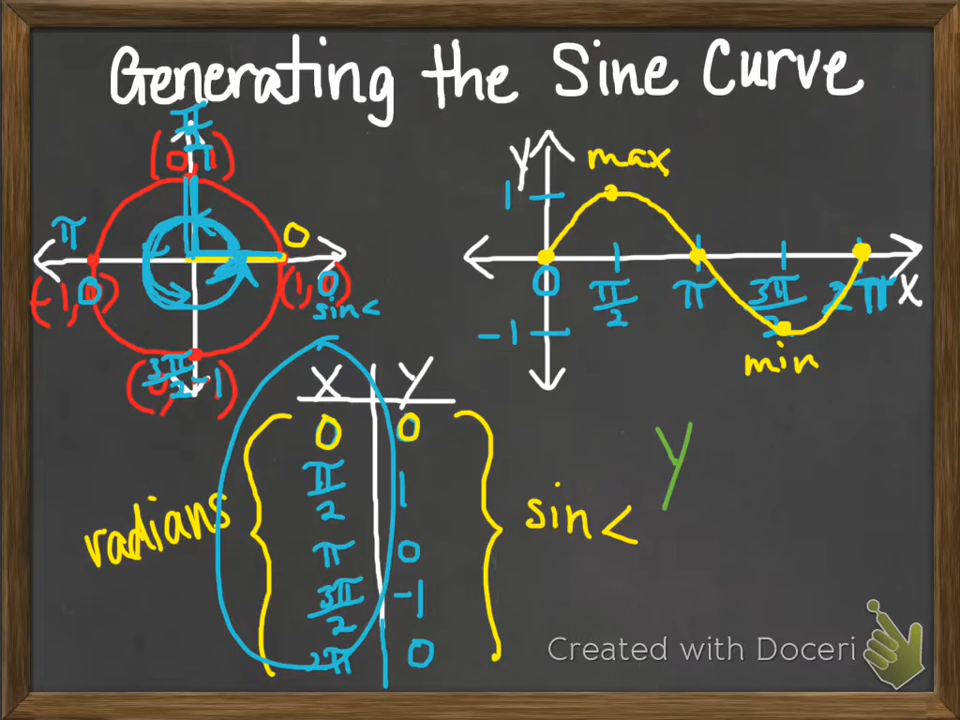 Generating the Sine Curve
π/2
(0, 1)
π
0
(-1, 0)
(1, 0)
3π/2
-1)
sin<
y
max
1
0
π/2
π
3π/2
2π
x
-1
min
X Y
0 0
π/2 1
π 0
3π/2 -1
2π 0
radians
sin<
y
Created with Doceri